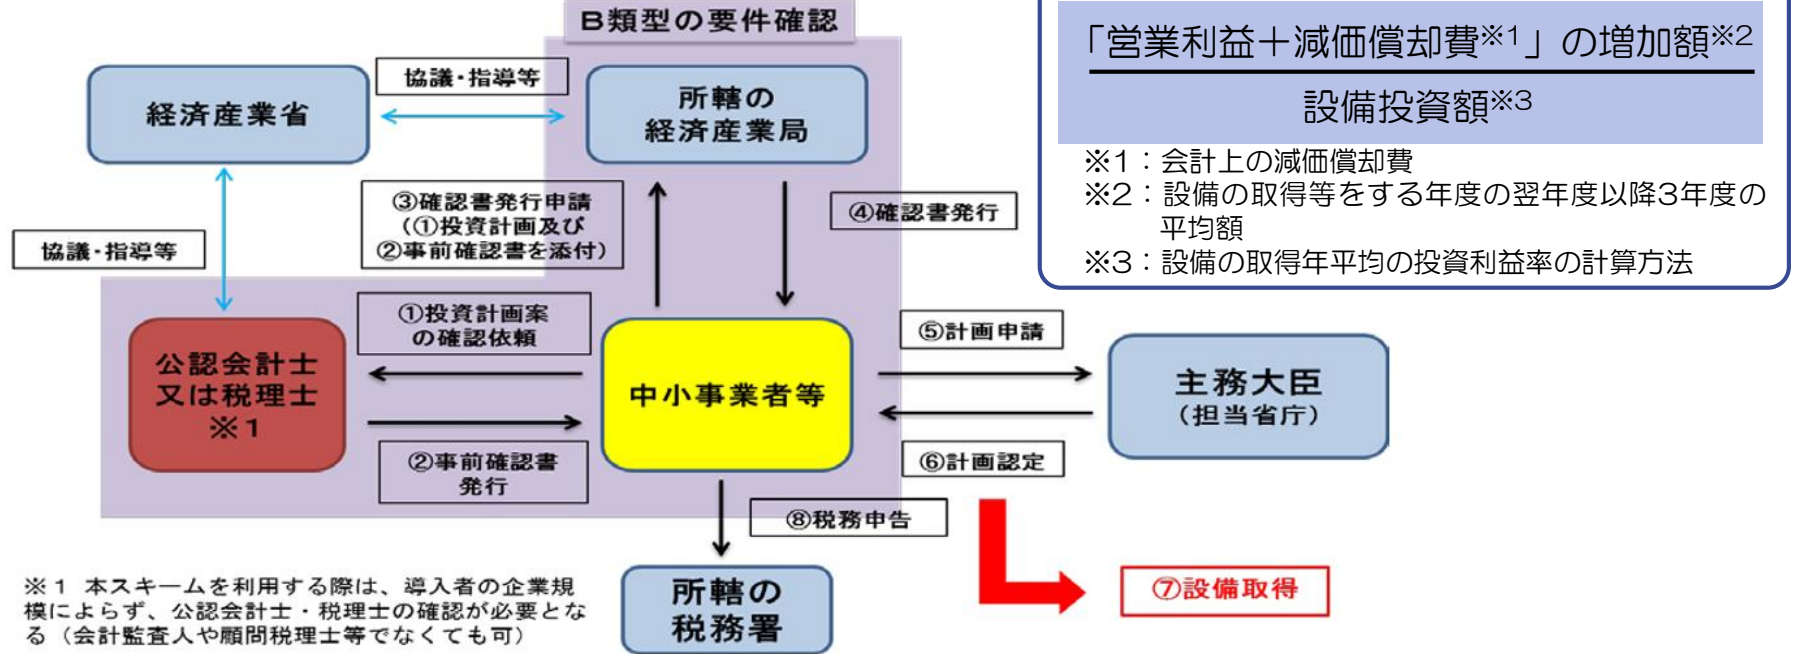 B類型の要件確認
経済産業省
協議・指導等
所轄の
経済産業局
③確認書発行申請
(①投資計画及び
②事前確認書を添付)
④確認書発行
協議・指導等
公認会計士
又は税理士
※1
①投資計画案
の確認依頼
②事前確認書
発行
中小事業者等
⑤計画申請
⑥計画認定
主務大臣
(担当省庁)
⑧税務申告
所轄の
税務署
⑦設備取得
※1 本スキームを利用する際は、導入者の企業規
模によらず、公認会計士・税理士の確認が必要とな
る(会計監査人や顧問税理士等でなくても可)
「営業利益+減価償却費※1」の増加額※2
設備投資額※3
※1:会計上の減価償却費
※2:設備の取得等をする年度の翌年度以降3年度の
平均額
※3:設備の取得年平均の投資利益率の計算方法